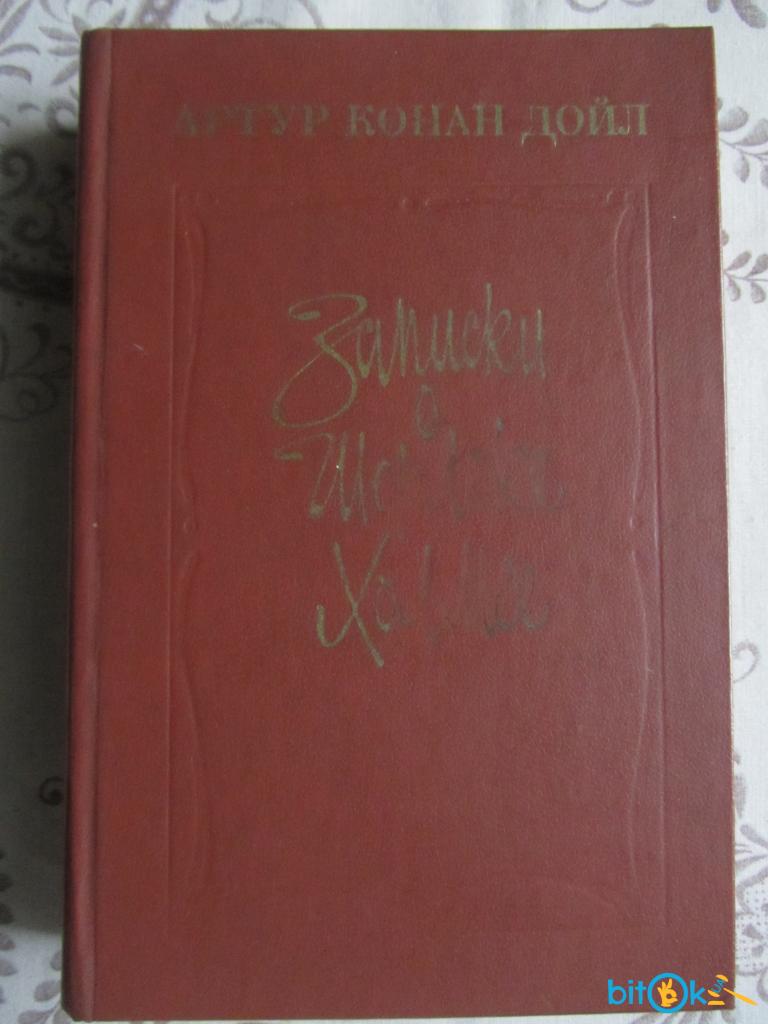 АРТУР КОНАН ДОЙЛ
Записки
о
Шерлоке
Холмсе
bitOk